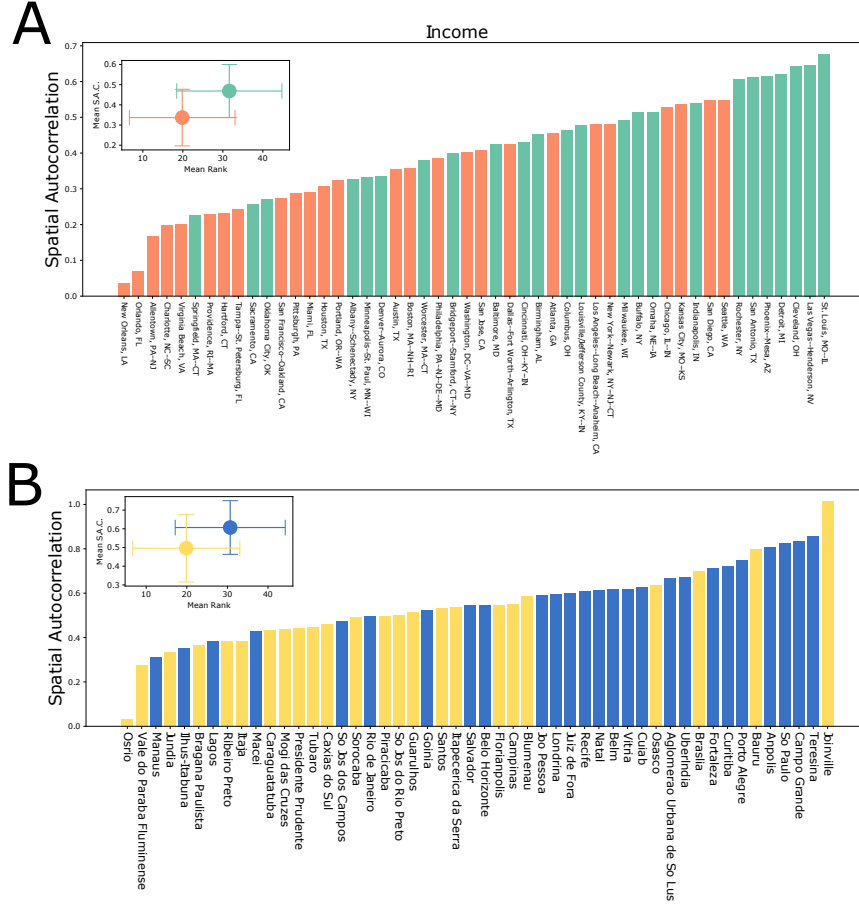 A
Income
Spatial Autocorrelation
0.7
0.6
0.5
0.4
0.3
0.2
0.1
0.0
Mean S.A.C.
0.6
0.5
0.4
0.3
0.2
10 20 30 40
Mean Rank
New Orleans, LA
Orlando, FL
Allentown, PA--NJ
Charlotte, NC--SC
Virginia Beach, VA
Springfield, MA--CT
Providence, RI--MA
Hartford, CT
Tampa--St. Petersburg, FL
Sacramento, CA
Oklahoma City, OK
San Francisco--Oakland, CA
Pittsburgh, PA
Miami, FL
Houston, TX
Portland, OR--WA
Albany--Schenectady, NY
Minneapolis--St. Paul, MN--WI
Denver--Aurora, CO
Austin, TX
Boston, MA--NH--RI
Worcester, MA--CT
Philadelphia, PA--NJ--DE--MD
Bridgeport--Stamford, CT--NY
Washington, DC--VA--MD
San Jose, CA
Baltimore, MD
Dallas--Fort Worth--Arlington, TX
Cincinnati, OH--KY--IN
Birmingham, AL
Atlanta, GA
Columbus, OH
Louisville/Jefferson County, KY--IN
Los Angeles--Long Beach--Anaheim, CA
New York--Newark, NY--NJ--CT
Milwaukee, WI
Buffalo, NY
Omaha, NE--IA
Chicago, IL--IN
Kansas City, MO--KS
Indianapolis, IN
San Diego, CA
Seattle, WA
Rochester, NY
San Antonio, TX
Phoenix--Mesa, AZ
Detroit, MI
Cleveland, OH
Las Vegas--Henderson, NV
St. Louis, MO--IL
B
Spatial Autocorrelation
1.0
0.8
0.6
0.4
0.2
0.0
Mean S.A.C.
0.7
0.6
0.5
0.4
0.3
10 20 30 40
Mean Rank
Osrio
Vale do Paraba Fluminense
Manaus
Jundia
Ilhus-Itabuna
Bragana Paulista
Lagos
Ribeiro Preto
Itaja
Macei
Caraguatatuba
Mogi das Cruzes
Presidente Prudente
Tubaro
Caxias do Sul
So Jos dos Campos
Sorocaba
Rio de Janeiro
Piracicaba
So Jos do Rio Preto
Guarulhos
Goinia
Santos
Itapecerica da Serra
Salvador
Belo Horizonte
Florianpolis
Campinas
Blumenau
Joo Pessoa
Londrina
Juiz de Fora
Recife
Natal
Belm
Vitria
Cuiab
Osasco
Aglomerao Urbana de So Lus
Uberlndia
Braslia
Fortaleza
Curitiba
Porto Alegre
Bauru
Anpolis
So Paulo
Campo Grande
Teresina
Joinville